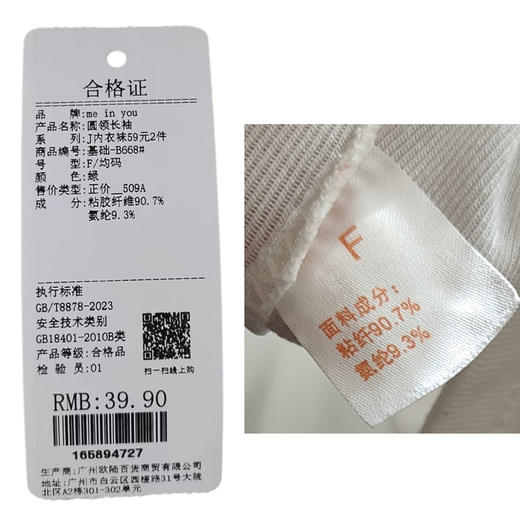 合格证
品 牌:me in you
产品名称:圆领长袖
系 列:J内衣袜59元2件
商品编号:基础-B668#
号 型:F/均码
颜 色:绿
售价类型:正价__509A
成 分:粘胶纤维90.7%
氨纶9.3%
执行标准
GB/T8878-2023
安全技术类别
GB18401-2010B类
产品等级:合格品
检 验 员:01
扫一扫线上购
RMB:39.90
165894727
生产商:广州欧陆百货商贸有限公司
地址:广州市白云区西槎路31号大院
北区A2栋301-302单元
F
面料成分:
粘纤90.7%
氨纶9.3%